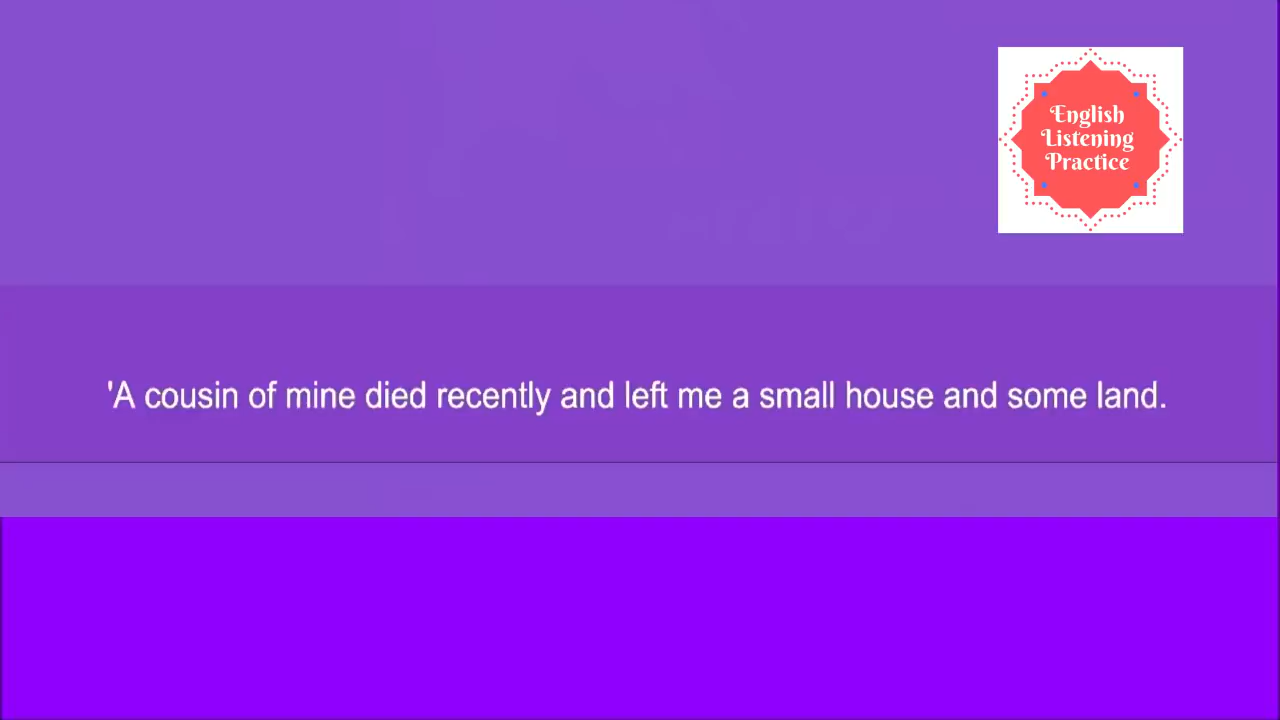 English
Listening
Practice
'A cousin of mine died recently and left me a small house and some land.